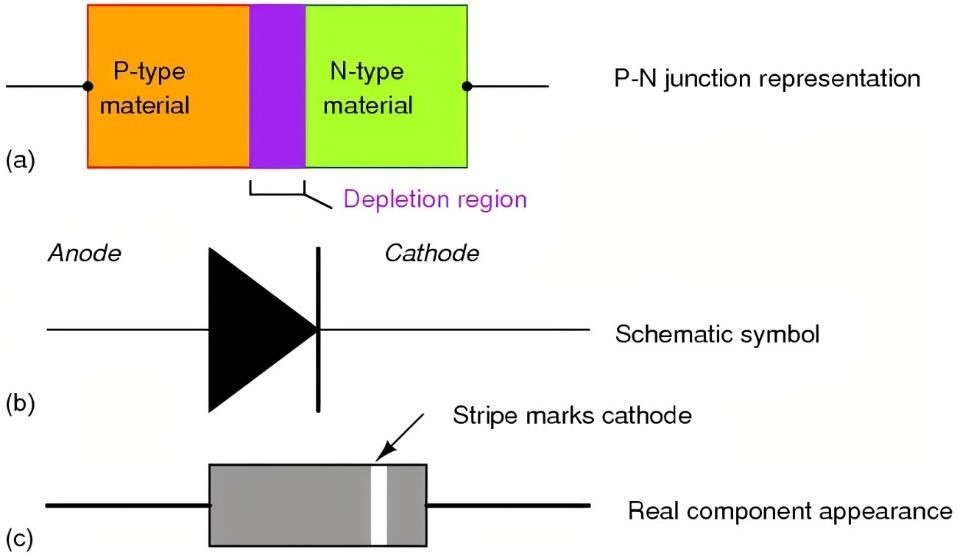 P-type
material
N-type
material
P-N junction representation
(a)
Depletion region
Anode
Cathode
Schematic symbol
(b)
Stripe marks cathode
Real component appearance
(c)